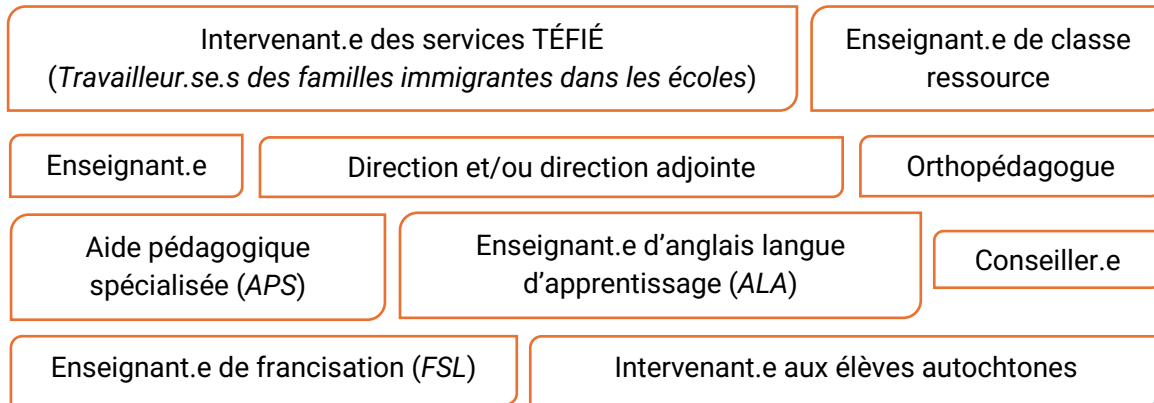 Intervenant.e des services TÉFIÉ
(Travailleur.se.s des familles immigrantes dans les écoles)
Enseignant.e de classe
ressource
Enseignant.e
Direction et/ou direction adjointe
Orthopédagogue
Aide pédagogique
spécialisée (APS)
Enseignant.e d’anglais langue
d’apprentissage (ALA)
Conseiller.e
Enseignant.e de francisation (FSL)
Intervenant.e aux élèves autochtones